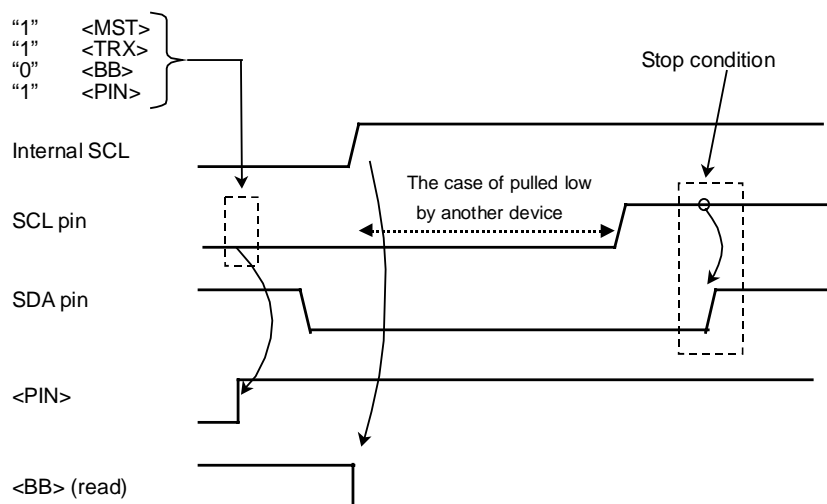 "1" <MST>
"1" <TRX>
"0" <BB>
"1" <PIN>
Stop condition
Internal SCL
The case of pulled low
by another device
SCL pin
SDA pin
<PIN>
<BB> (read)